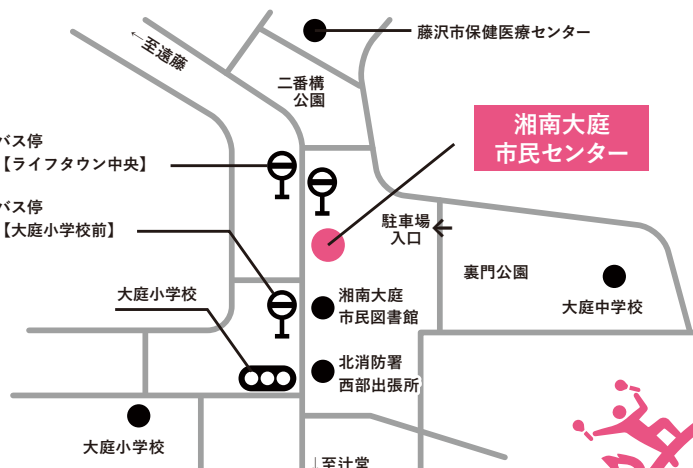 藤沢市保健医療センター
←至遠藤
二番構
公園
湘南大庭
市民センター
バス停
【ライフタウン中央】
バス停
【大庭小学校前】
駐車場
入口
裏門公園
大庭中学校
大庭小学校
湘南大庭
市民図書館
北消防署
西部出張所
大庭小学校
↓至辻堂